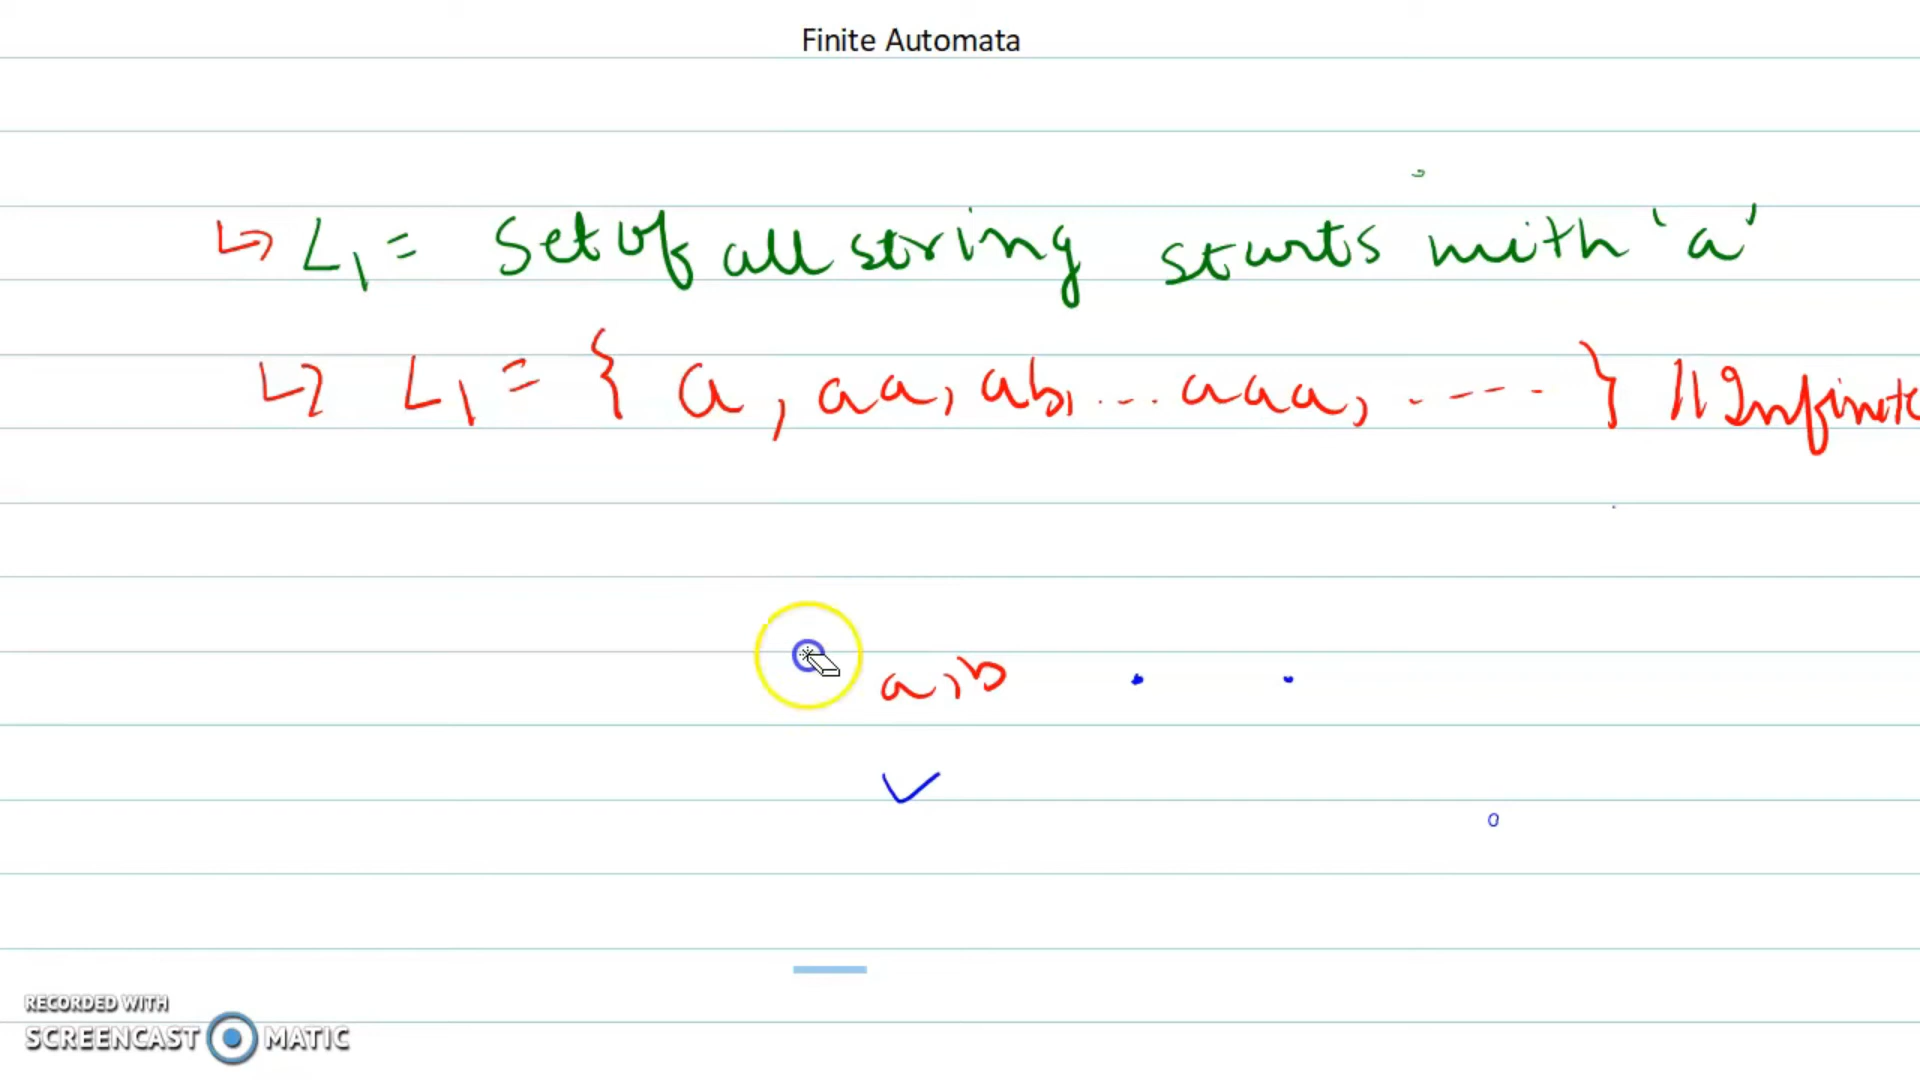 Finite Automata
L1 = Set of all string starts with 'a'
L1 = { a, aa, ab, ... aaa, ..... } // Infinite
a, b
RECORDED WITH
SCREENCAST MATIC